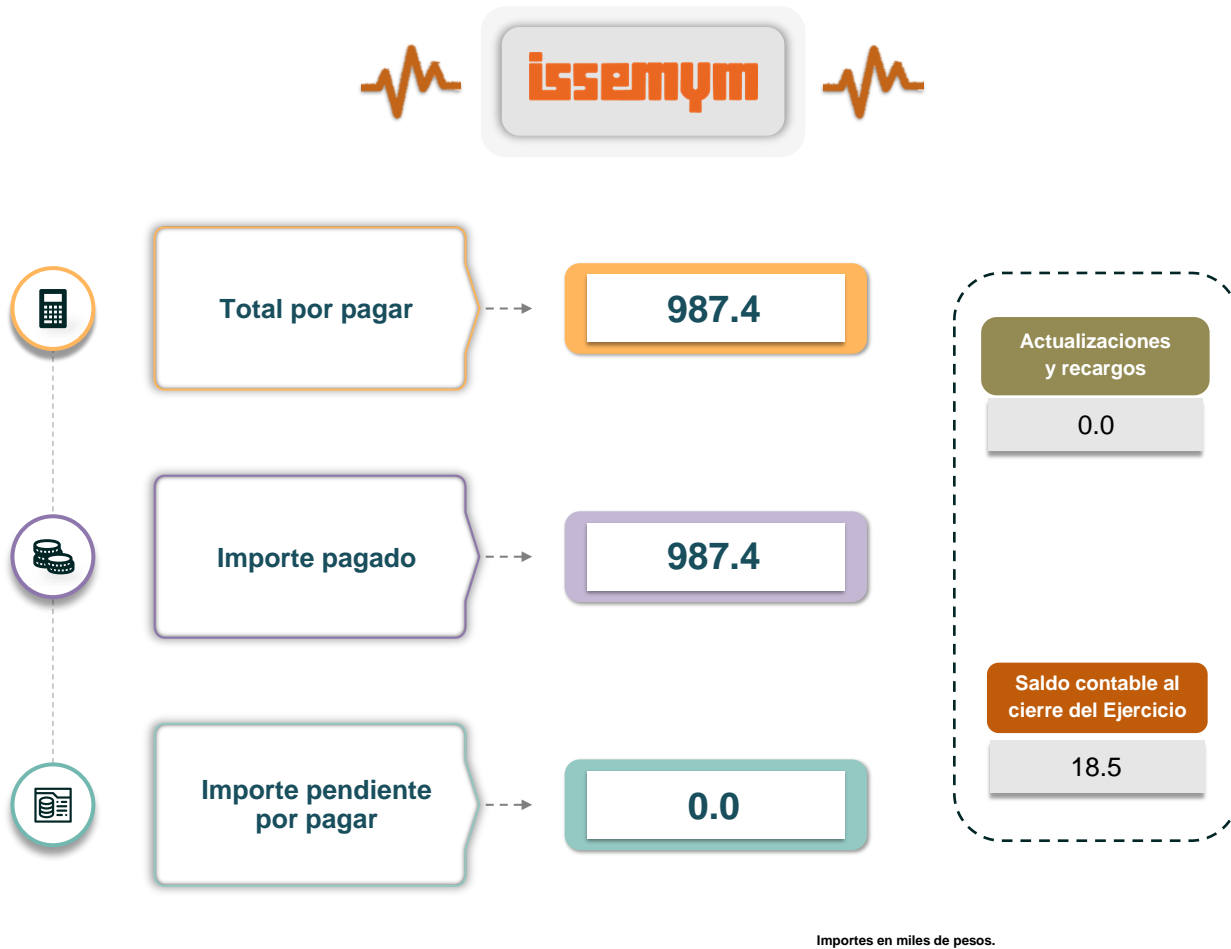 issemym
Total por pagar
987.4
Actualizaciones
y recargos
0.0
Importe pagado
987.4
Saldo contable al
cierre del Ejercicio
18.5
Importe pendiente
por pagar
0.0
Importes en miles de pesos.